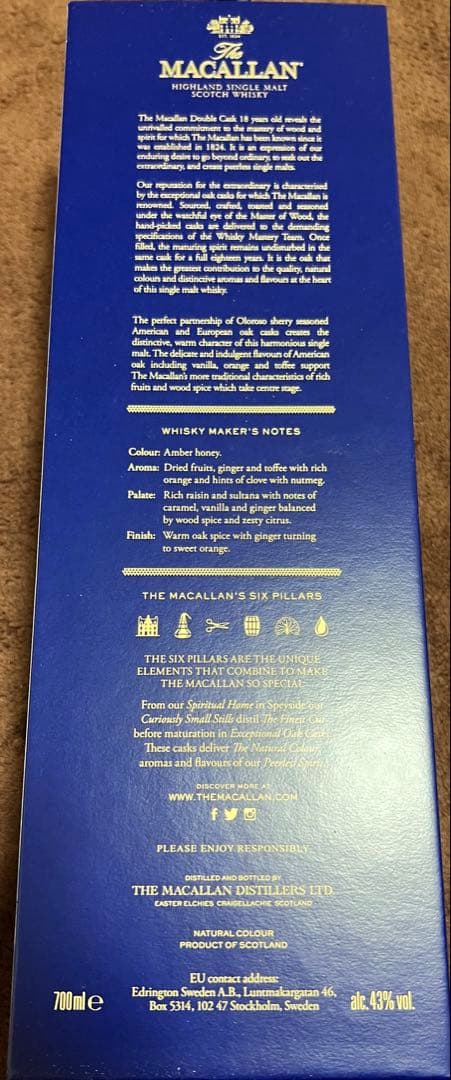 EST. 1824
The
MACALLAN
HIGHLAND SINGLE MALT
SCOTCH WHISKY
The Macallan Double Cask 18 years old reveals the
unrivalled commitment to the mastery of wood and
spirit for which The Macallan has been known since it
was established in 1824. It is an expression of our
enduring desire to go beyond ordinary, to seek out the
extraordinary, and create peerless single malts.
Our reputation for the extraordinary is characterised
by the exceptional oak casks for which The Macallan is
renowned. Sourced, crafted, toasted and seasoned
under the watchful eye of the Master of Wood, the
hand-picked casks are delivered to the demanding
specifications of the Whisky Mastery Team. Once
filled, the maturing spirit remains undisturbed in the
same cask for a full eighteen years. It is the oak that
makes the greatest contribution to the quality, natural
colours and distinctive aromas and flavours at the heart
of this single malt whisky.
The perfect partnership of Oloroso sherry seasoned
American and European oak casks creates the
distinctive, warm character of this harmonious single
malt. The delicate and indulgent flavours of American
oak including vanilla, orange and toffee support
The Macallan's more traditional characteristics of rich
fruits and wood spice which take centre stage.
WHISKY MAKER'S NOTES
Colour: Amber honey.
Aroma: Dried fruits, ginger and toffee with rich
orange and hints of clove with nutmeg.
Palate: Rich raisin and sultana with notes of
caramel, vanilla and ginger balanced
by wood spice and zesty citrus.
Finish: Warm oak spice with ginger turning
to sweet orange.
THE MACALLAN'S SIX PILLARS
THE SIX PILLARS ARE THE UNIQUE
ELEMENTS THAT COMBINE TO MAKE
THE MACALLAN SO SPECIAL:
From our Spiritual Home in Speyside our
Curiously Small Stills distil The Finest Cut
before maturation in Exceptional Oak Casks.
These casks deliver The Natural Colour,
aromas and flavours of our Peerless Spirit.
DISCOVER MORE AT
WWW.THEMACALLAN.COM
PLEASE ENJOY RESPONSIBLY
DISTILLED AND BOTTLED BY
THE MACALLAN DISTILLERS LTD.
EASTER ELCHIES CRAIGELLACHIE SCOTLAND
NATURAL COLOUR
PRODUCT OF SCOTLAND
EU contact address:
Edrington Sweden A.B., Luntmakargatan 46,
Box 5314, 102 47 Stockholm, Sweden
700ml e
alc. 43% vol.